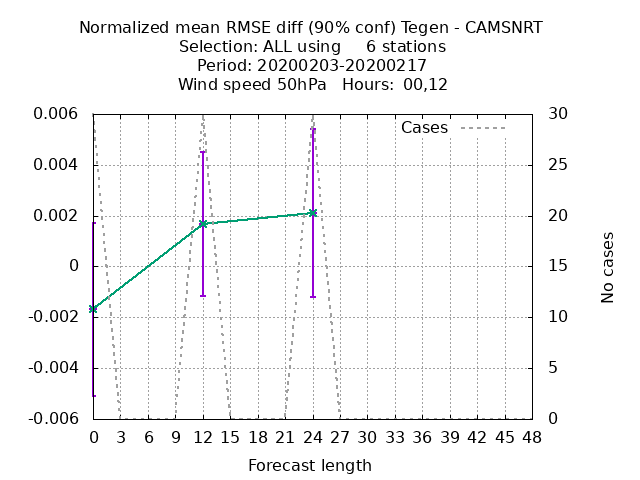 Normalized mean RMSE diff (90% conf) Tegen - CAMSNRT
Selection: ALL using     6 stations
Period: 20200203-20200217
Wind speed 50hPa   Hours:  00,12
Cases
0.006
0.004
0.002
0
-0.002
-0.004
-0.006
30
25
20
15
10
5
0
No cases
0 3 6 9 12 15 18 21 24 27 30 33 36 39 42 45 48
Forecast length